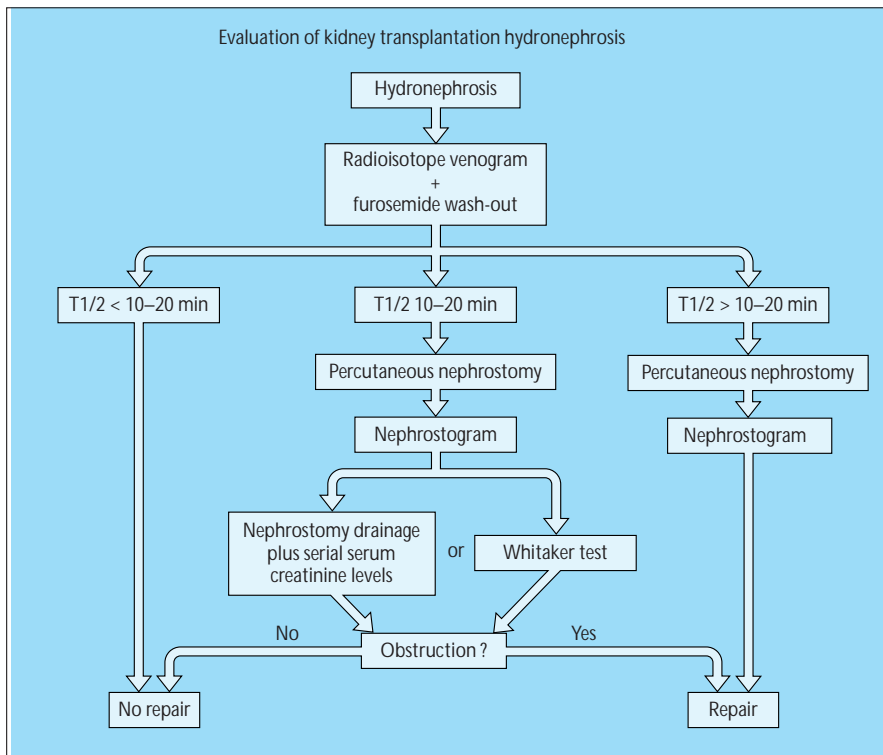 Evaluation of kidney transplantation hydronephrosis
Hydronephrosis
Radioisotope venogram
+
furosemide wash-out
T1/2 < 10–20 min
T1/2 10–20 min
T1/2 > 10–20 min
Percutaneous nephrostomy
Percutaneous nephrostomy
Nephrostogram
Nephrostogram
Nephrostomy drainage
plus serial serum
creatinine levels
or
Whitaker test
No
Obstruction ?
Yes
No repair
Repair